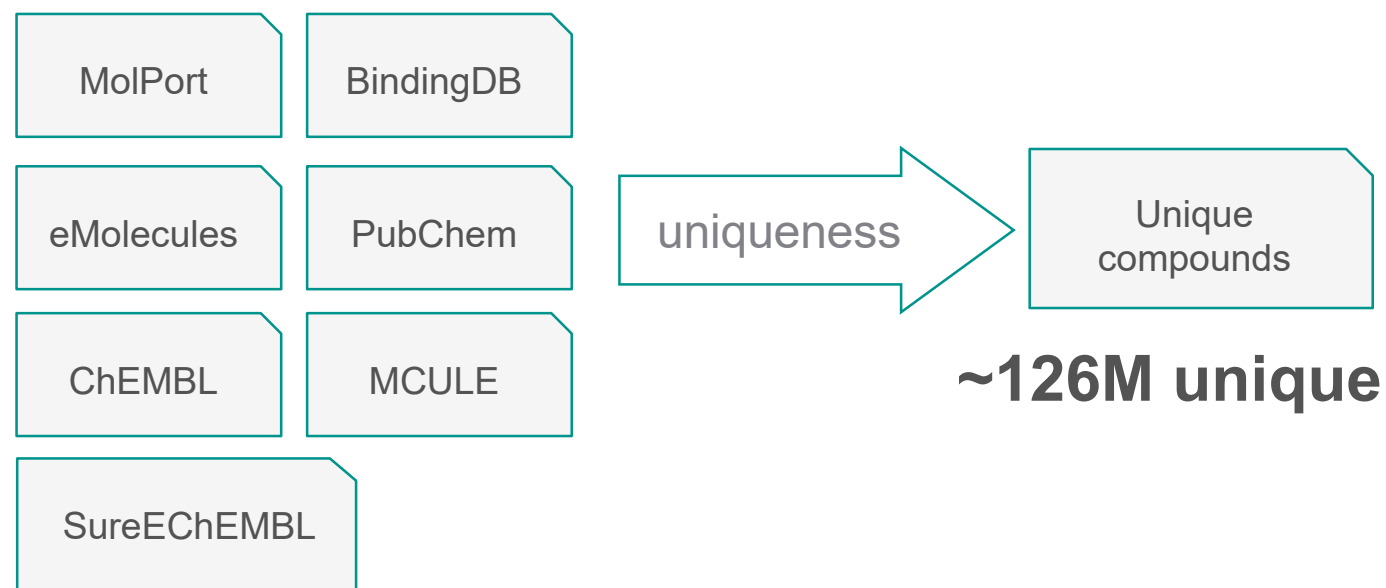 MolPort
BindingDB
eMolecules
PubChem
uniqueness
Unique
compounds
ChEMBL
MCULE
~126M unique
SureEChEMBL